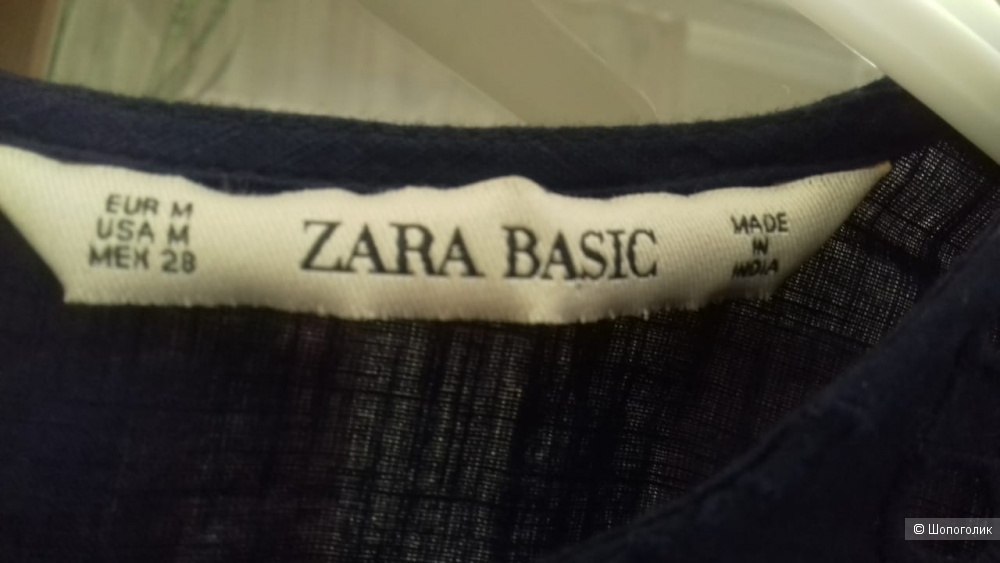 EUR M
USA M
MEX 28
ZARA BASIC
MADE
IN
INDIA
© Шопоголик